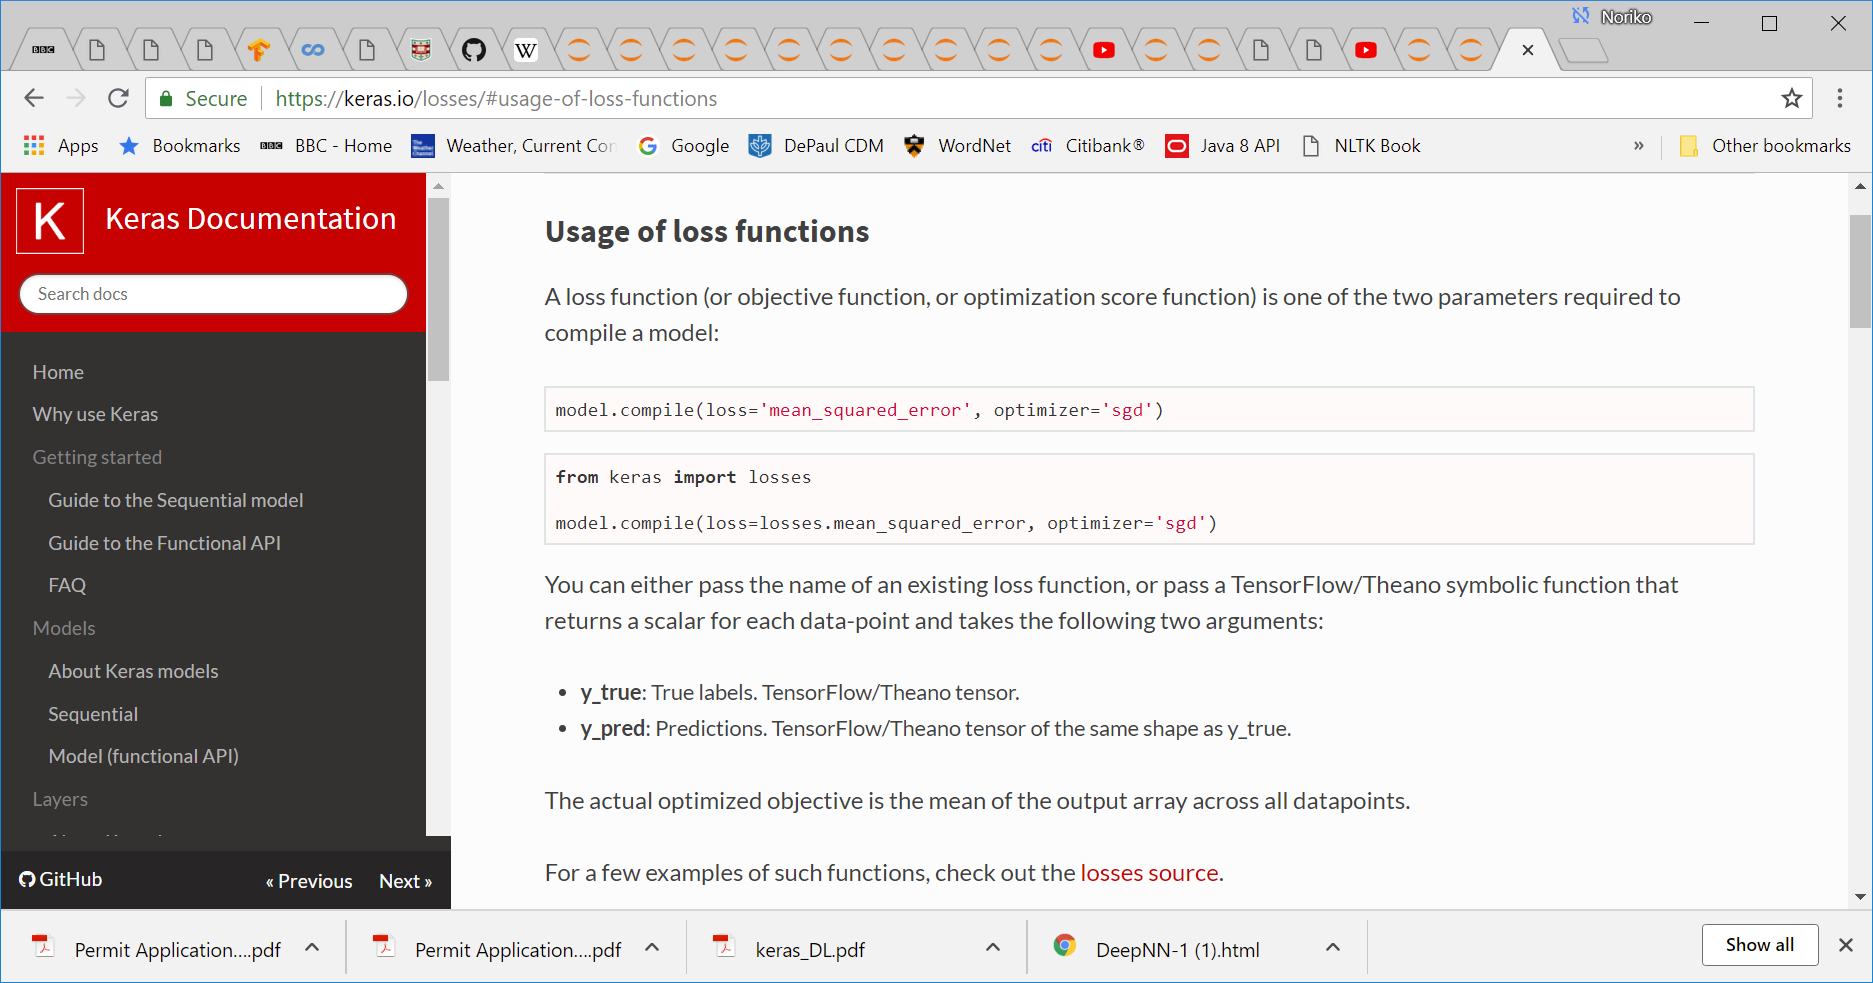 Noriko
BBC
W
Secure https://keras.io/losses/#usage-of-loss-functions
Apps Bookmarks BBC BBC - Home The Weather Channel Weather, Current Con Google DePaul CDM WordNet citi Citibank® Java 8 API NLTK Book » Other bookmarks
K Keras Documentation
Search docs
Home
Why use Keras
Getting started
Guide to the Sequential model
Guide to the Functional API
FAQ
Models
About Keras models
Sequential
Model (functional API)
Layers
GitHub « Previous Next »
Usage of loss functions
A loss function (or objective function, or optimization score function) is one of the two parameters required to
compile a model:
model.compile(loss='mean_squared_error', optimizer='sgd')
from keras import losses
model.compile(loss=losses.mean_squared_error, optimizer='sgd')
You can either pass the name of an existing loss function, or pass a TensorFlow/Theano symbolic function that
returns a scalar for each data-point and takes the following two arguments:
• y_true: True labels. TensorFlow/Theano tensor.
• y_pred: Predictions. TensorFlow/Theano tensor of the same shape as y_true.
The actual optimized objective is the mean of the output array across all datapoints.
For a few examples of such functions, check out the losses source.
Permit Application....pdf Permit Application....pdf keras_DL.pdf DeepNN-1 (1).html Show all